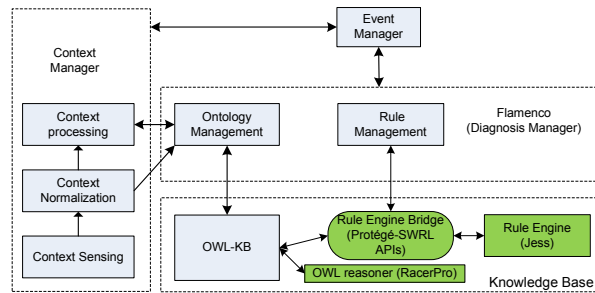 Event
Manager
Context
Manager
Context
processing
Ontology
Management
Rule
Management
Flamenco
(Diagnosis Manager)
Context
Normalization
Context Sensing
OWL-KB
Rule Engine Bridge
(Protégé-SWRL
APIs)
Rule Engine
(Jess)
OWL reasoner (RacerPro)
Knowledge Base